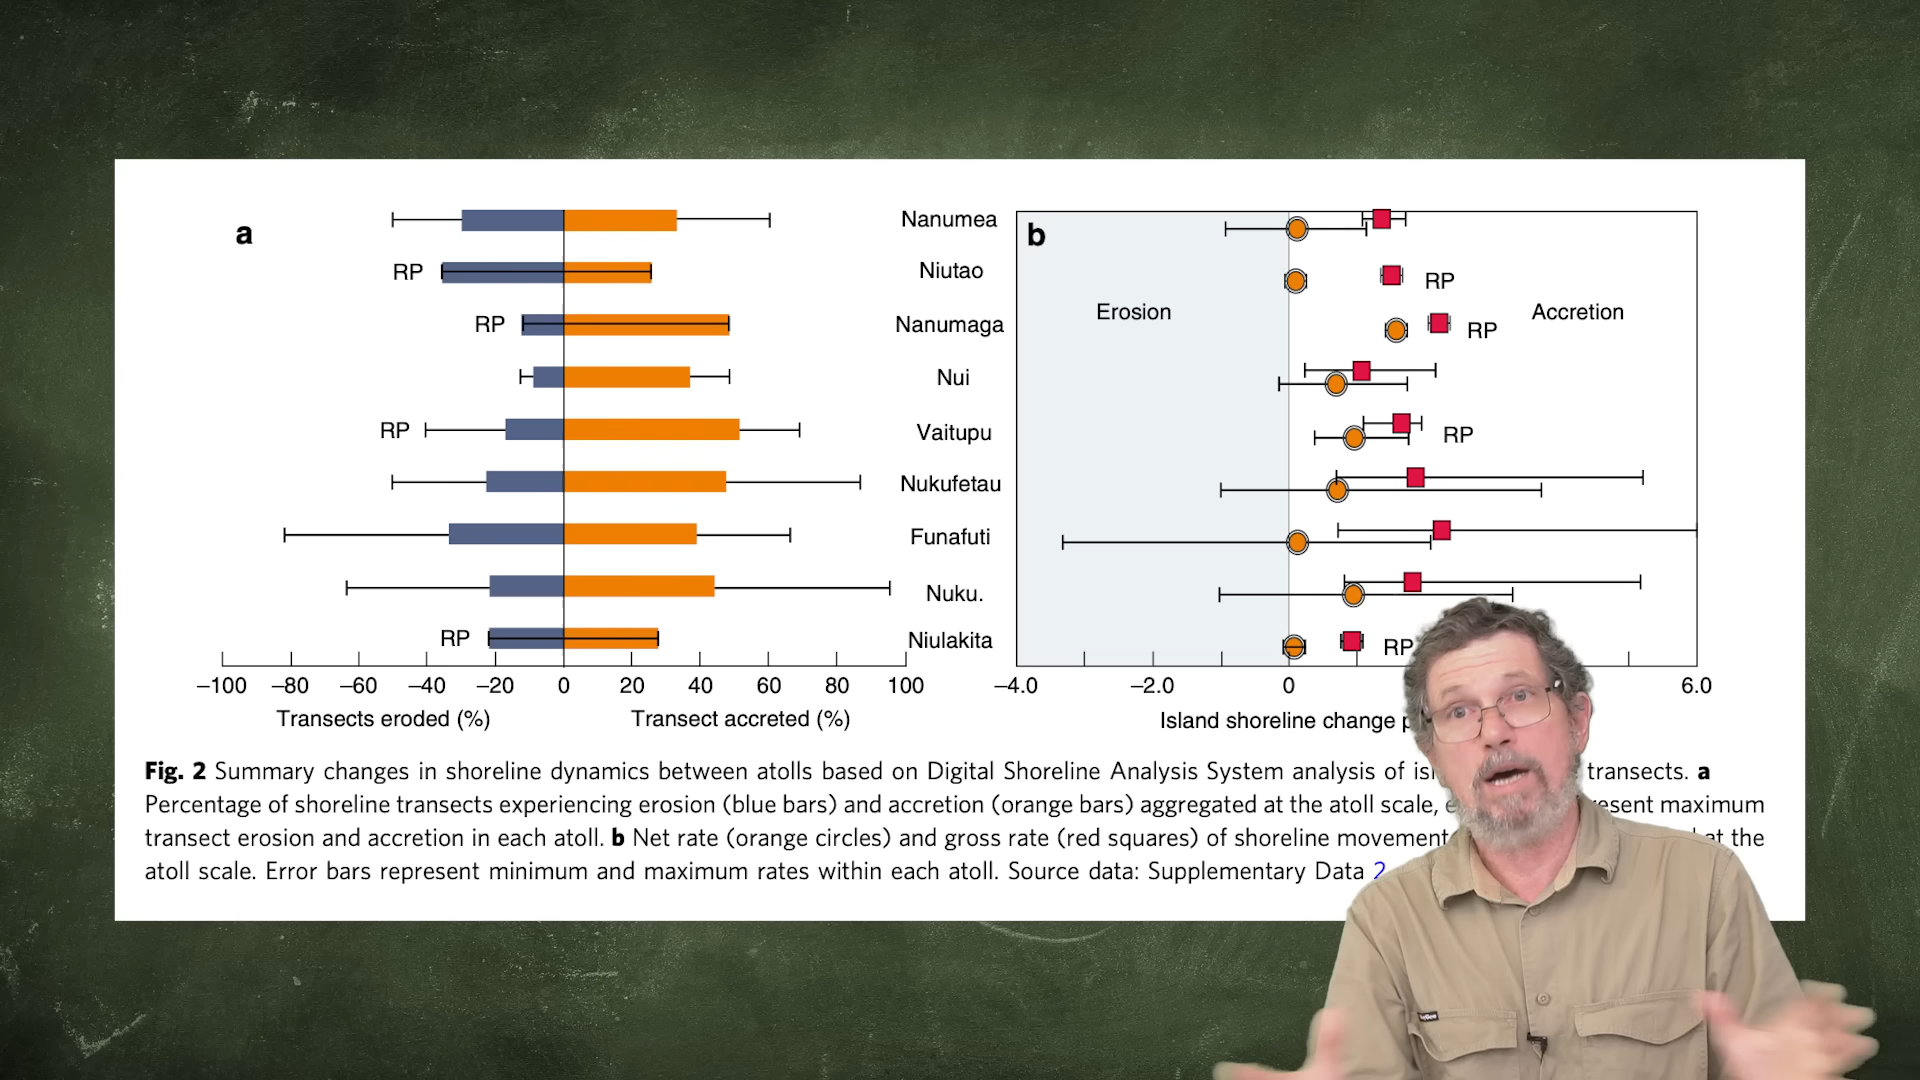 a
b
Nanumea
RP
Niutao
RP
Erosion
Accretion
RP
Nanumaga
RP
Nui
RP
Vaitupu
RP
Nukufetau
Funafuti
Nuku.
RP
Niulakita
RP
–100 –80 –60 –40 –20 0 20 40 60 80 100
–4.0 –2.0 0 6.0
Transects eroded (%) Transect accreted (%)
Island shoreline change
Fig. 2 Summary changes in shoreline dynamics between atolls based on Digital Shoreline Analysis System analysis of transects. a
Percentage of shoreline transects experiencing erosion (blue bars) and accretion (orange bars) aggregated at the atoll scale, maximum
transect erosion and accretion in each atoll. b Net rate (orange circles) and gross rate (red squares) of shoreline movement at the
atoll scale. Error bars represent minimum and maximum rates within each atoll. Source data: Supplementary Data 2